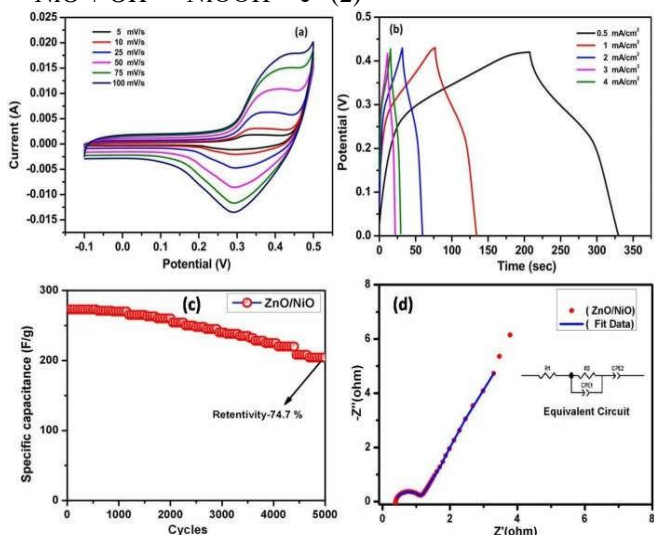 NiO + OH⁻ ↔ NiOOH + e⁻ (2)
(a)
5 mV/s
10 mV/s
25 mV/s
50 mV/s
75 mV/s
100 mV/s
0.025
0.020
0.015
0.010
0.005
0.000
-0.005
-0.010
-0.015
Current (A)
-0.1 0.0 0.1 0.2 0.3 0.4 0.5
Potential (V)
(b)
0.5 mA/cm²
1 mA/cm²
2 mA/cm²
3 mA/cm²
4 mA/cm²
0.5
0.4
0.3
0.2
0.1
0.0
Potential (V)
0 50 100 150 200 250 300 350
Time (sec)
(c)
ZnO/NiO
300
200
100
0
Specific capacitance (F/g)
Retentivity-74.7 %
0 1000 2000 3000 4000 5000
Cycles
(d)
( ZnO/NiO)
( Fit Data)
8
6
4
2
0
-Z''(ohm)
R1
R2
CPE1
CPE2
Equivalent Circuit
0 2 4 6 8
Z'(ohm)